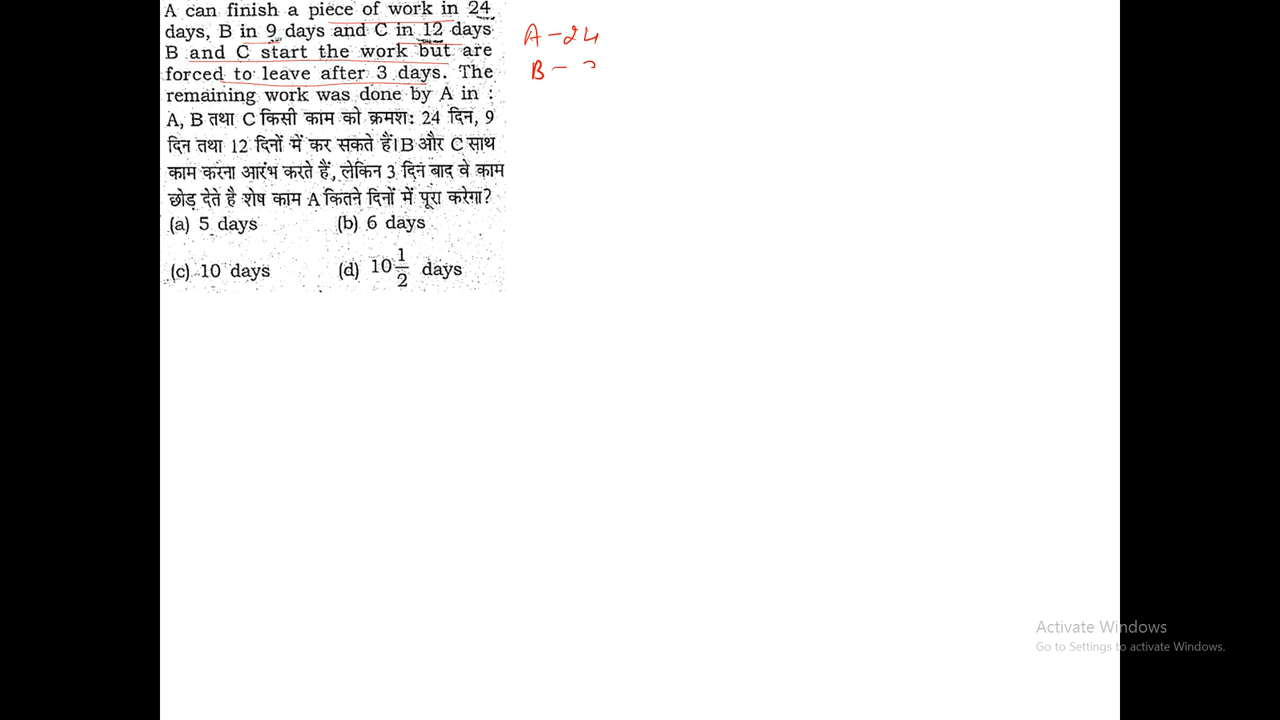 A can finish a piece of work in 24
days, B in 9 days and C in 12 days
B and C start the work but are
forced to leave after 3 days. The
remaining work was done by A in :
A, B तथा C किसी काम को क्रमश: 24 दिन, 9
दिन तथा 12 दिनों में कर सकते हैं। B और C साथ
काम करना आरंभ करते हैं, लेकिन 3 दिन बाद वे काम
छोड़ देते है शेष काम A कितने दिनों में पूरा करेगा?
(a) 5 days (b) 6 days
(c) 10 days (d) 10 1/2 days
A - 24
B -
Activate Windows
Go to Settings to activate Windows.